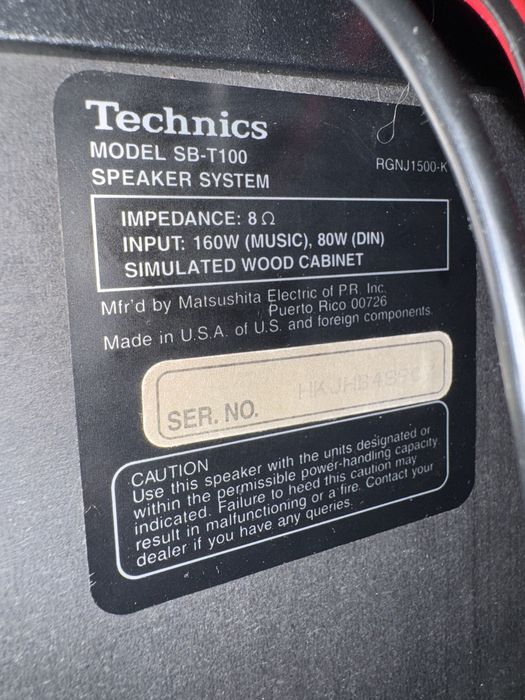 Technics
MODEL SB-T100
RGNJ1500-K
SPEAKER SYSTEM
IMPEDANCE: 8 Ω
INPUT: 160W (MUSIC), 80W (DIN)
SIMULATED WOOD CABINET
Mfr'd by Matsushita Electric of P.R. Inc.
Puerto Rico 00726
Made in U.S.A. of U.S. and foreign components.
SER. NO.
CAUTION
Use this speaker with the units designated or
within the permissible power-handling capacity
indicated. Failure to heed this caution may
result in malfunctioning or a fire. Contact your
dealer if you have any queries.